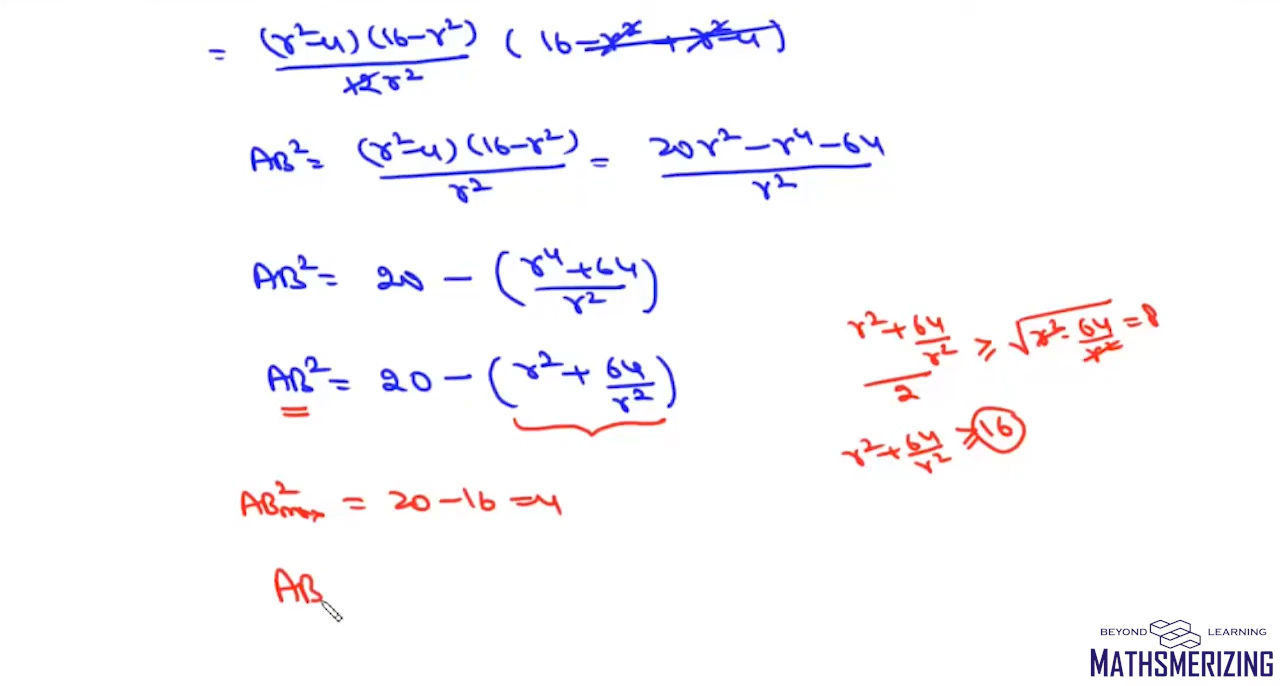 = (r²-4)(16-r²) / 12r² (16-r²+r²-4)
AB² = (r²-4)(16-r²) / r² = 20r²-r⁴-64 / r²
AB² = 20 - (r⁴+64 / r²)
AB² = 20 - (r² + 64/r²)
r² + 64/r² / 2 ≥ √(r²·64/r²) = 8
r² + 64/r² ≥ 16
AB²max = 20-16 = 4
AB
BEYOND LEARNING
MATHSMERIZING